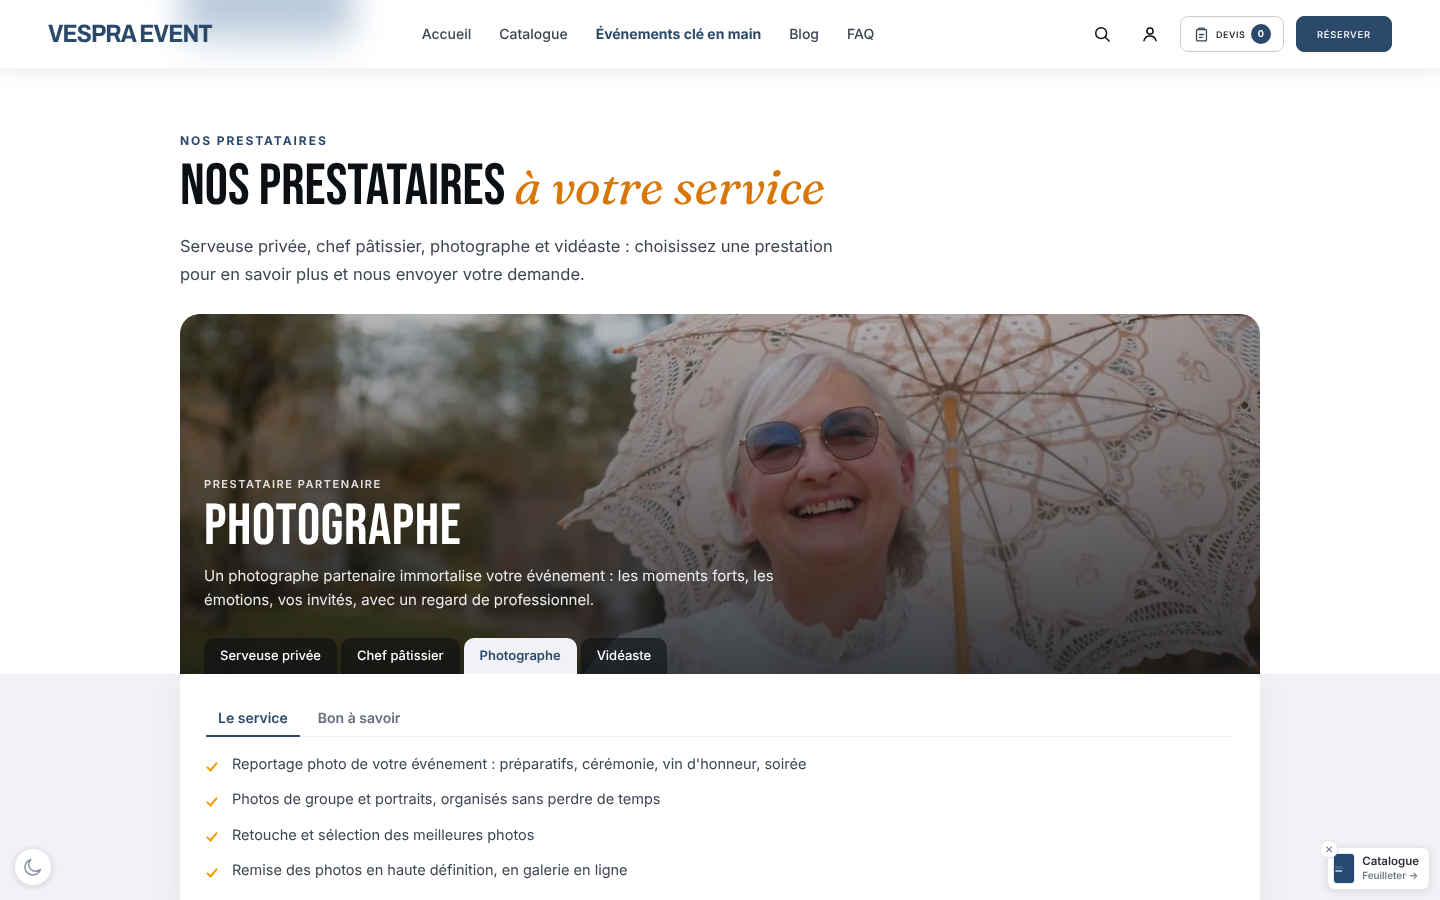 VESPRA EVENT
Accueil
Catalogue
Événements clé en main
Blog
FAQ
DEVIS 0
RÉSERVER
NOS PRESTATAIRES
NOS PRESTATAIRES à votre service
Serveuse privée, chef pâtissier, photographe et vidéaste : choisissez une prestation
pour en savoir plus et nous envoyer votre demande.
PRESTATAIRE PARTENAIRE
PHOTOGRAPHE
Un photographe partenaire immortalise votre événement : les moments forts, les
émotions, vos invités, avec un regard de professionnel.
Serveuse privée
Chef pâtissier
Photographe
Vidéaste
Le service
Bon à savoir
Reportage photo de votre événement : préparatifs, cérémonie, vin d'honneur, soirée
Photos de groupe et portraits, organisés sans perdre de temps
Retouche et sélection des meilleures photos
Remise des photos en haute définition, en galerie en ligne
Catalogue
Feuilleter →